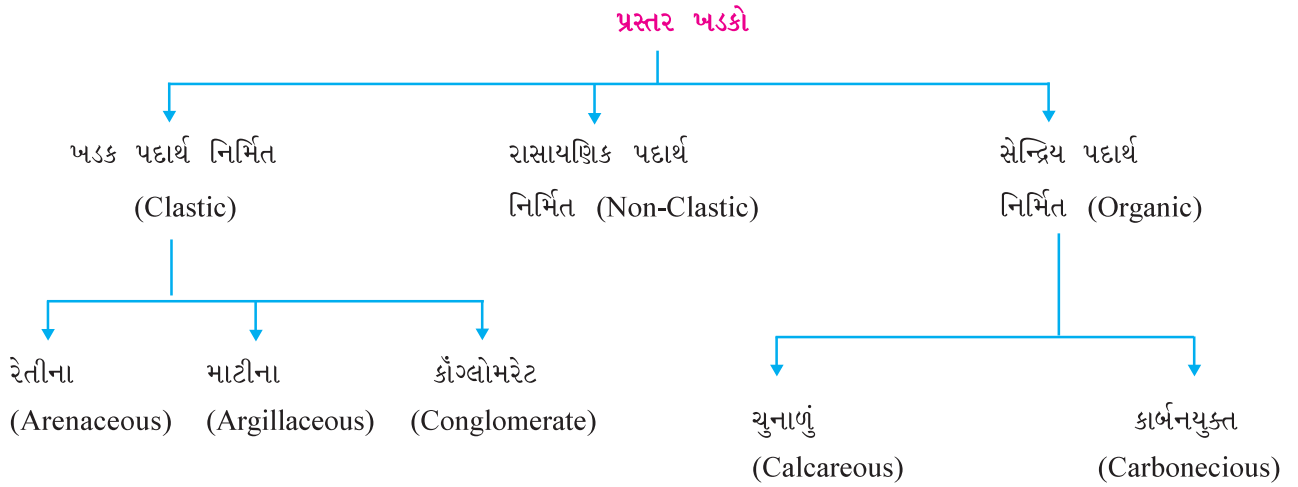 પ્રસ્તર ખડકો
ખડક પદાર્થ નિર્મિત
(Clastic)
રાસાયણિક પદાર્થ
નિર્મિત (Non-Clastic)
સેન્દ્રિય પદાર્થ
નિર્મિત (Organic)
રેતીના
(Arenaceous)
માટીના
(Argillaceous)
કૉંગ્લોમરેટ
(Conglomerate)
ચુનાળું
(Calcareous)
કાર્બનયુક્ત
(Carbonecious)